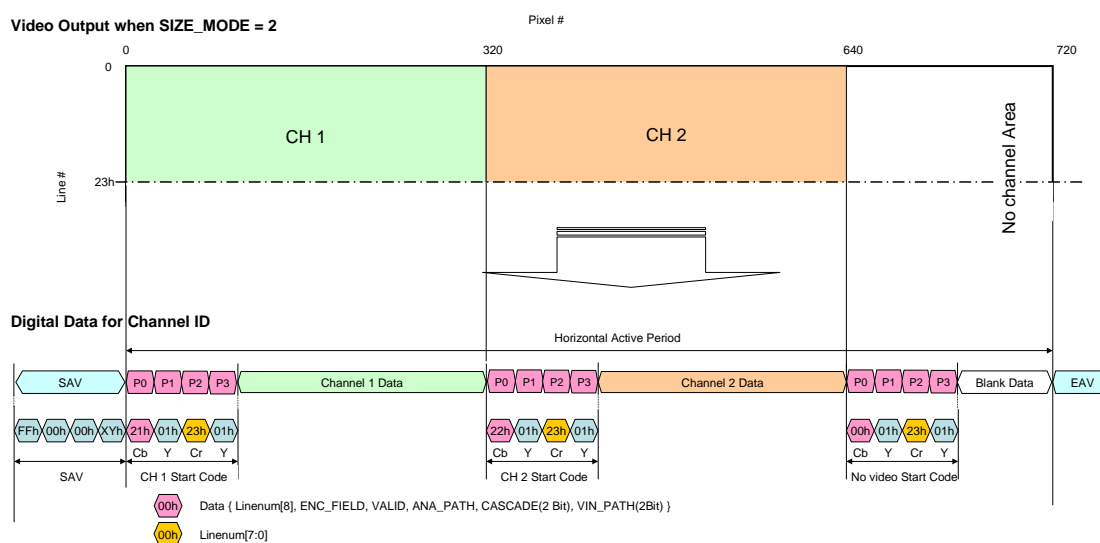 Video Output when SIZE_MODE = 2
Pixel #
0 320 640 720
0
CH 1
CH 2
No channel Area
Line #
23h
Digital Data for Channel ID
Horizontal Active Period
SAV P0 P1 P2 P3 Channel 1 Data P0 P1 P2 P3 Channel 2 Data P0 P1 P2 P3 Blank Data EAV
FFh 00h 00h XYh 21h 01h 23h 01h 22h 01h 23h 01h 00h 01h 23h 01h
Cb Y Cr Y Cb Y Cr Y Cb Y Cr Y
SAV CH 1 Start Code CH 2 Start Code No video Start Code
00h Data { Linenum[8], ENC_FIELD, VALID, ANA_PATH, CASCADE(2 Bit), VIN_PATH(2Bit) }
00h Linenum[7:0]